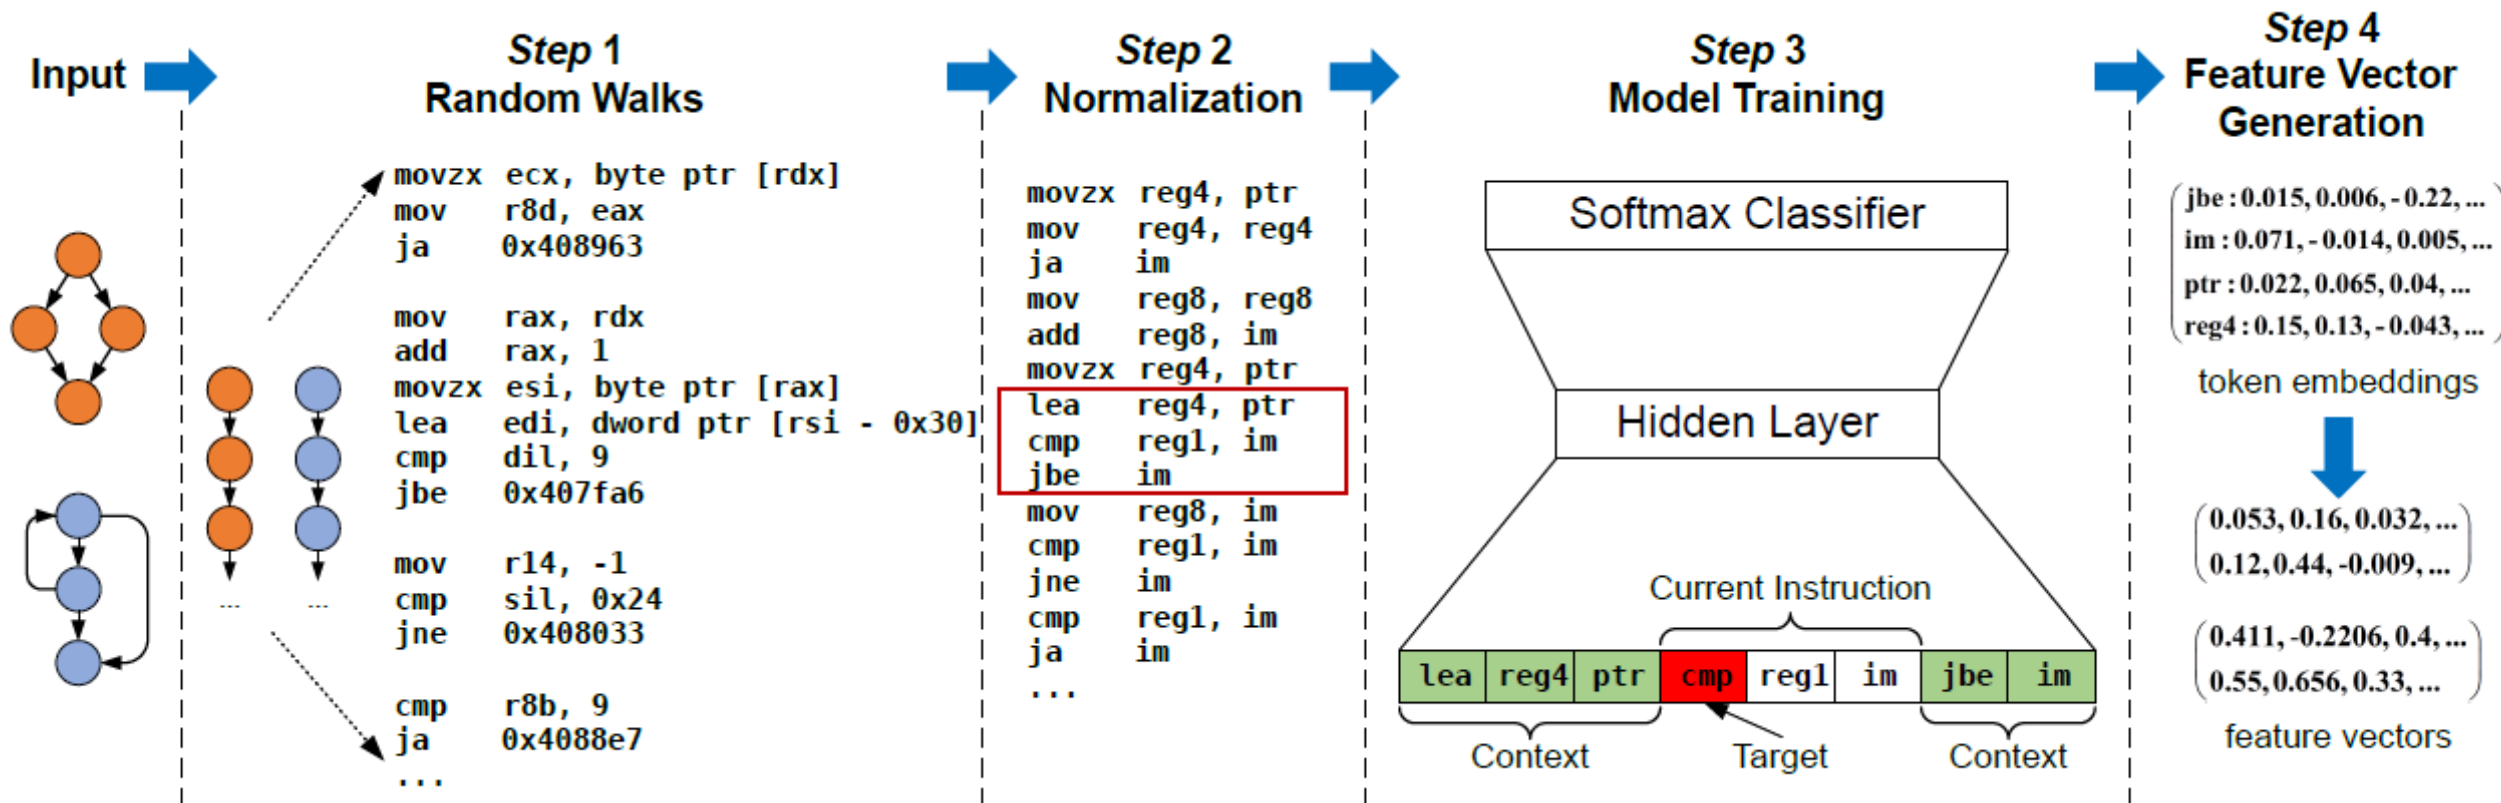 Input
Step 1
Random Walks
movzx ecx, byte ptr [rdx]
mov r8d, eax
ja 0x408963
mov rax, rdx
add rax, 1
movzx esi, byte ptr [rax]
lea edi, dword ptr [rsi - 0x30]
cmp dil, 9
jbe 0x407fa6
mov r14, -1
cmp sil, 0x24
jne 0x408033
cmp r8b, 9
ja 0x4088e7
...
...
...
Step 2
Normalization
movzx reg4, ptr
mov reg4, reg4
ja im
mov reg8, reg8
add reg8, im
movzx reg4, ptr
lea reg4, ptr
cmp reg1, im
jbe im
mov reg8, im
cmp reg1, im
jne im
cmp reg1, im
ja im
...
Step 3
Model Training
Softmax Classifier
Hidden Layer
Current Instruction
lea reg4 ptr cmp reg1 im jbe im
Context Target Context
Step 4
Feature Vector
Generation
jbe : 0.015, 0.006, - 0.22, ...
im : 0.071, - 0.014, 0.005, ...
ptr : 0.022, 0.065, 0.04, ...
reg4 : 0.15, 0.13, - 0.043, ...
token embeddings
0.053, 0.16, 0.032, ...
0.12, 0.44, -0.009, ...
0.411, -0.2206, 0.4, ...
0.55, 0.656, 0.33, ...
feature vectors